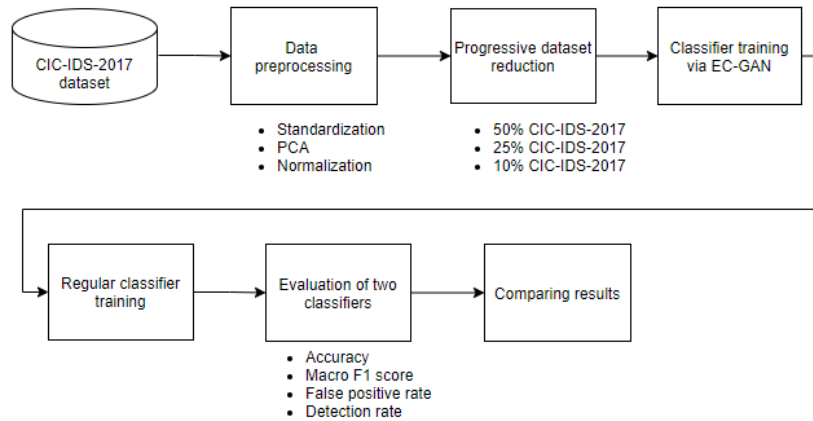 CIC-IDS-2017
dataset
Data
preprocessing
Progressive dataset
reduction
Classifier training
via EC-GAN
• Standardization
• PCA
• Normalization
• 50% CIC-IDS-2017
• 25% CIC-IDS-2017
• 10% CIC-IDS-2017
Regular classifier
training
Evaluation of two
classifiers
Comparing results
• Accuracy
• Macro F1 score
• False positive rate
• Detection rate